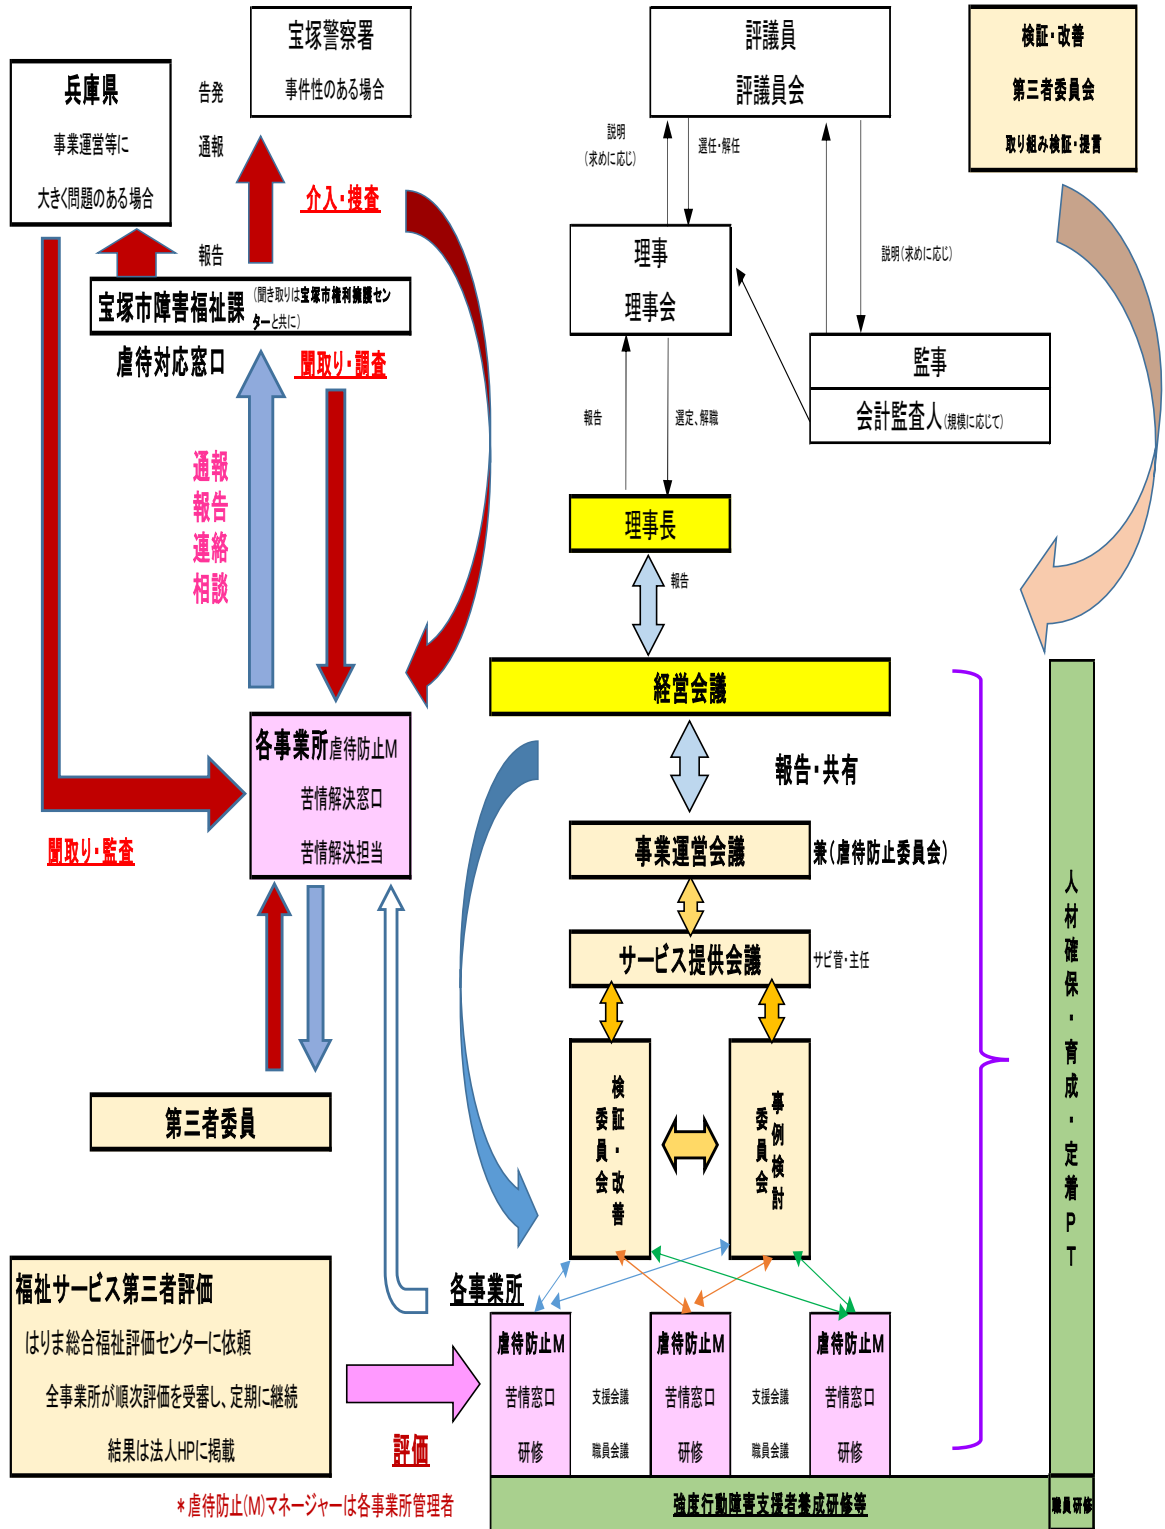 宝塚警察署
事件性のある場合
評議員
評議員会
検証・改善
第三者委員会
取り組み検証・提言
兵庫県
事業運営等に
大きく問題のある場合
告発
通報
報告
介入・捜査
説明
(求めに応じ)
選任・解任
理事
理事会
説明(求めに応じ)
宝塚市障害福祉課 (聞き取りは宝塚市権利擁護セン
ターと共に)
虐待対応窓口
聞取り・調査
監事
会計監査人(規模に応じて)
報告
選定、解職
通報
報告
連絡
相談
理事長
報告
経営会議
各事業所虐待防止M
苦情解決窓口
苦情解決担当
報告・共有
聞取り・監査
事業運営会議
兼(虐待防止委員会)
サービス提供会議
サビ管・主任
人材確保・育成・定着PT
検証・改善
委員会
事例検討
委員会
第三者委員
福祉サービス第三者評価
はりま総合福祉評価センターに依頼
全事業所が順次評価を受審し、定期に継続
結果は法人HPに掲載
評価
各事業所
虐待防止M
苦情窓口
研修
支援会議
職員会議
虐待防止M
苦情窓口
研修
支援会議
職員会議
虐待防止M
苦情窓口
研修
＊虐待防止(M)マネージャーは各事業所管理者
強度行動障害支援者養成研修等
職員研修